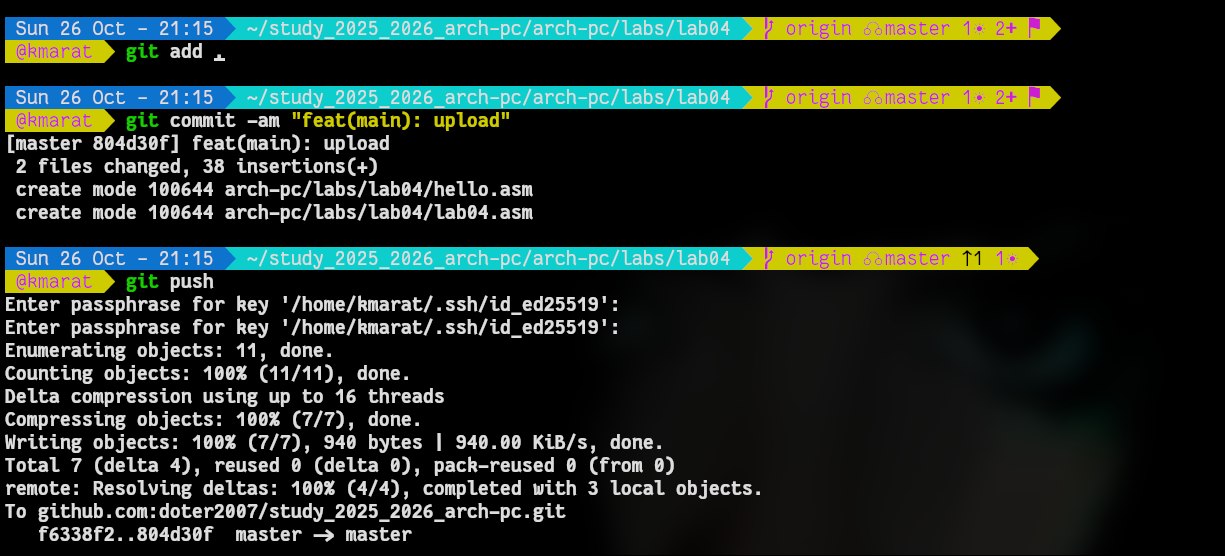 Sun 26 Oct - 21:15 ~/study_2025_2026_arch-pc/arch-pc/labs/lab04 origin master 1☀ 2+ ⚑
@kmarat git add .
Sun 26 Oct - 21:15 ~/study_2025_2026_arch-pc/arch-pc/labs/lab04 origin master 1☀ 2+ ⚑
@kmarat git commit -am "feat(main): upload"
[master 804d30f] feat(main): upload
2 files changed, 38 insertions(+)
create mode 100644 arch-pc/labs/lab04/hello.asm
create mode 100644 arch-pc/labs/lab04/lab04.asm
Sun 26 Oct - 21:15 ~/study_2025_2026_arch-pc/arch-pc/labs/lab04 origin master ↑1 1☀
@kmarat git push
Enter passphrase for key '/home/kmarat/.ssh/id_ed25519':
Enter passphrase for key '/home/kmarat/.ssh/id_ed25519':
Enumerating objects: 11, done.
Counting objects: 100% (11/11), done.
Delta compression using up to 16 threads
Compressing objects: 100% (7/7), done.
Writing objects: 100% (7/7), 940 bytes | 940.00 KiB/s, done.
Total 7 (delta 4), reused 0 (delta 0), pack-reused 0 (from 0)
remote: Resolving deltas: 100% (4/4), completed with 3 local objects.
To github.com:doter2007/study_2025_2026_arch-pc.git
f6338f2..804d30f master -> master